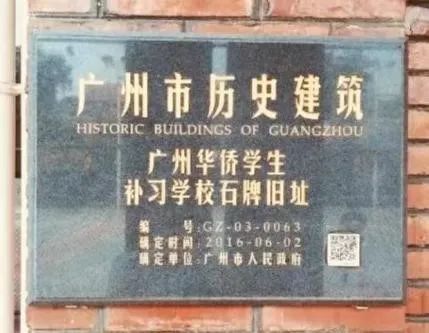 广州市历史建筑
HISTORIC BUILDINGS OF GUANGZHOU
广州华侨学生
补习学校石牌旧址
编 号:GZ-03-0063
确定时间:2016-06-02
确定单位:广州市人民政府